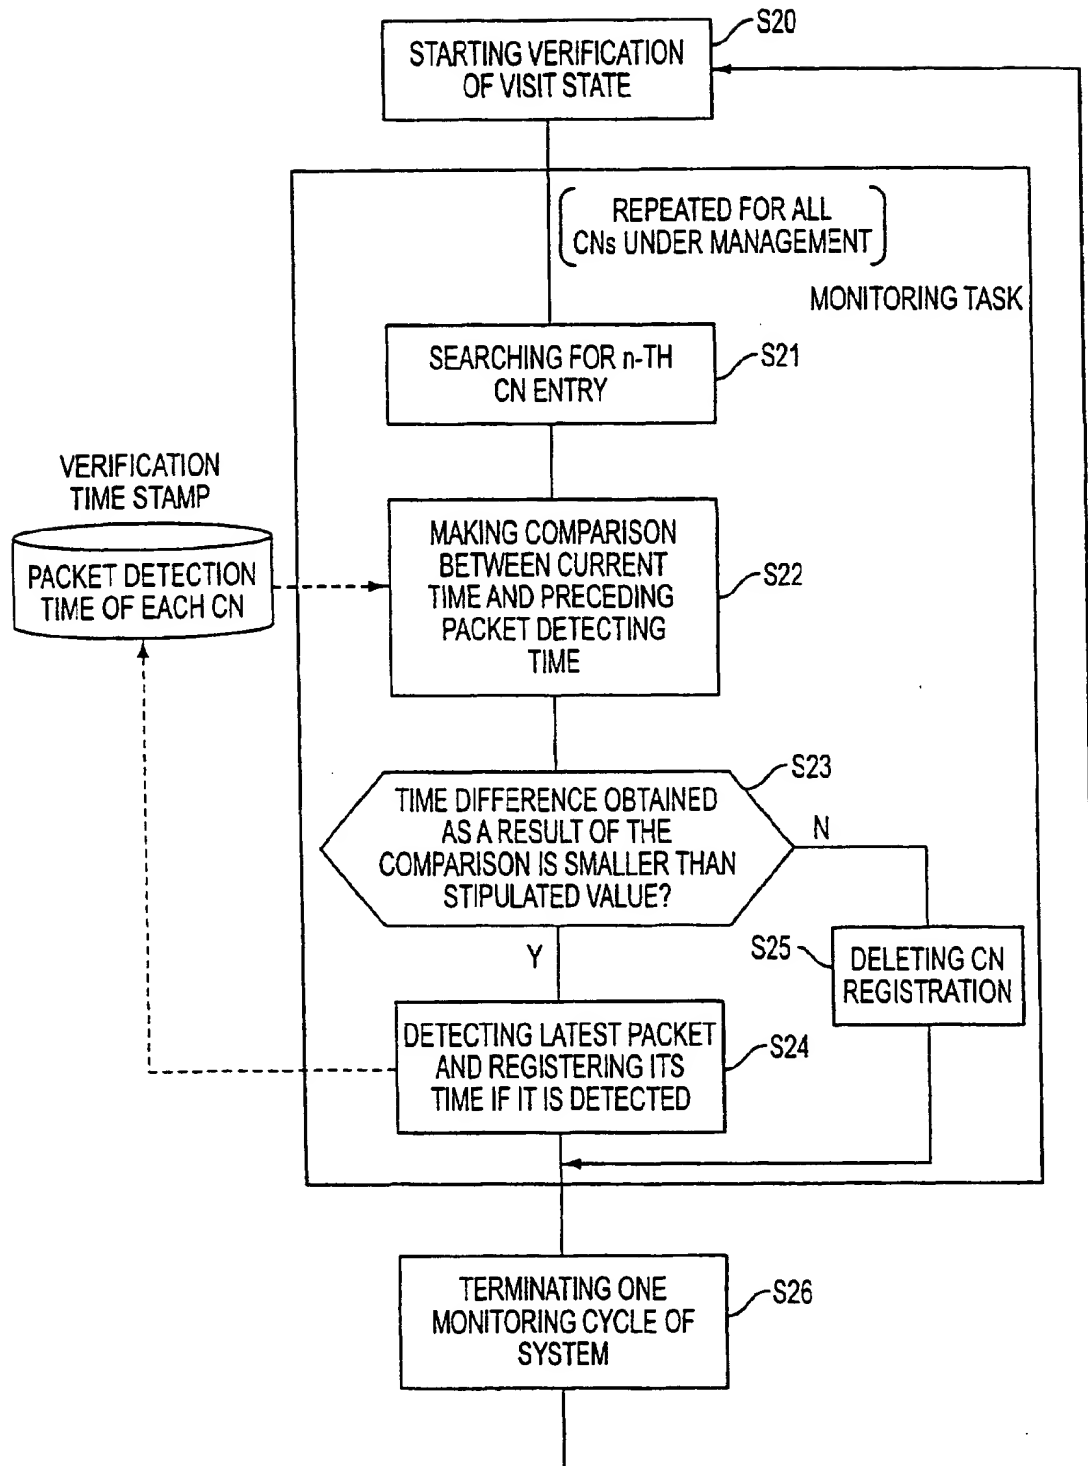 S20
STARTING VERIFICATION
OF VISIT STATE
REPEATED FOR ALL
CNs UNDER MANAGEMENT
MONITORING TASK
SEARCHING FOR n-TH
CN ENTRY
S21
VERIFICATION
TIME STAMP
PACKET DETECTION
TIME OF EACH CN
MAKING COMPARISON
BETWEEN CURRENT
TIME AND PRECEDING
PACKET DETECTING
TIME
S22
S23
TIME DIFFERENCE OBTAINED
AS A RESULT OF THE
COMPARISON IS SMALLER THAN
STIPULATED VALUE?
N
Y
S25
DELETING CN
REGISTRATION
DETECTING LATEST PACKET
AND REGISTERING ITS
TIME IF IT IS DETECTED
S24
TERMINATING ONE
MONITORING CYCLE OF
SYSTEM
S26